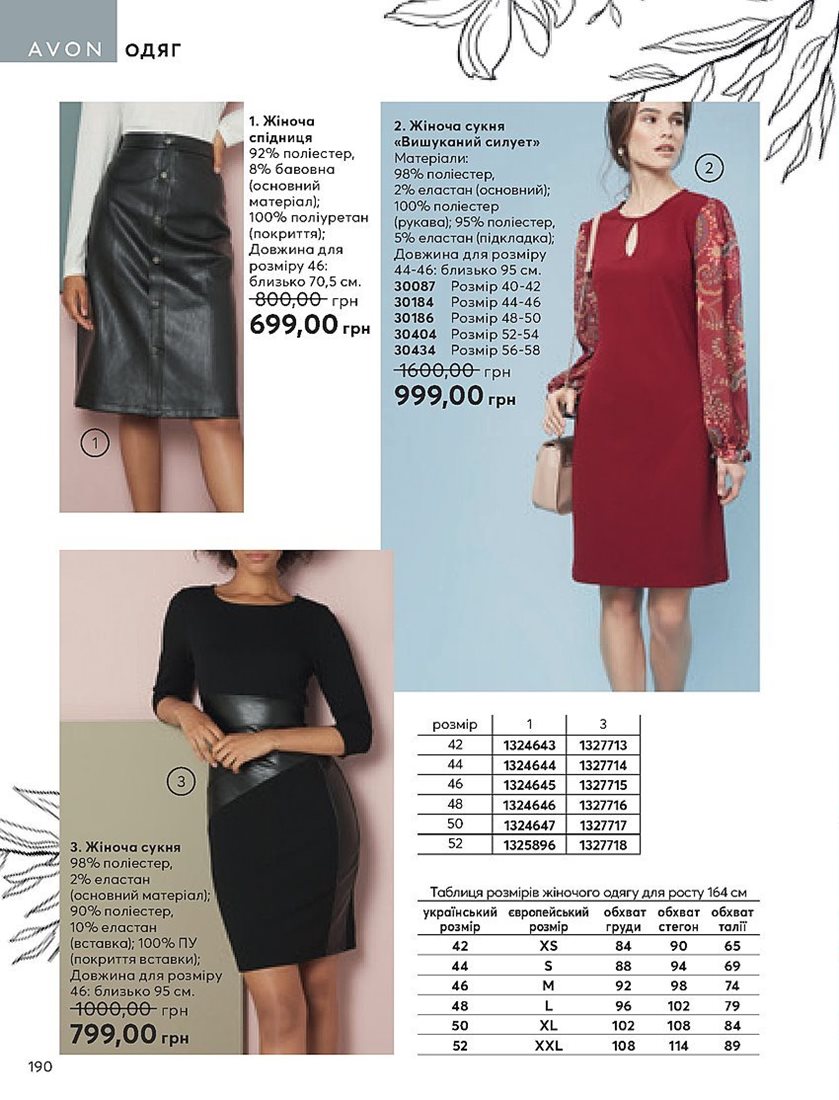 AVON ОДЯГ
1. Жіноча
спідниця
92% поліестер,
8% бавовна
(основний
матеріал);
100% поліуретан
(покриття);
Довжина для
розміру 46:
близько 70,5 см.
800,00 грн
699,00 грн
1
2. Жіноча сукня
«Вишуканий силует»
Матеріали:
98% поліестер,
2% еластан (основний);
100% поліестер
(рукава); 95% поліестер,
5% еластан (підкладка);
Довжина для розміру
44-46: близько 95 см.
30087 Розмір 40-42
30184 Розмір 44-46
30186 Розмір 48-50
30404 Розмір 52-54
30434 Розмір 56-58
1600,00 грн
999,00 грн
2
3
3. Жіноча сукня
98% поліестер,
2% еластан
(основний матеріал);
90% поліестер,
10% еластан
(вставка); 100% ПУ
(покриття вставки);
Довжина для розміру
46: близько 95 см.
1000,00 грн
799,00 грн
розмір 1 3
42 1324643 1327713
44 1324644 1327714
46 1324645 1327715
48 1324646 1327716
50 1324647 1327717
52 1325896 1327718
Таблиця розмірів жіночого одягу для росту 164 см
український європейський обхват обхват обхват
розмір розмір груди стегон талії
42 XS 84 90 65
44 S 88 94 69
46 M 92 98 74
48 L 96 102 79
50 XL 102 108 84
52 XXL 108 114 89
190